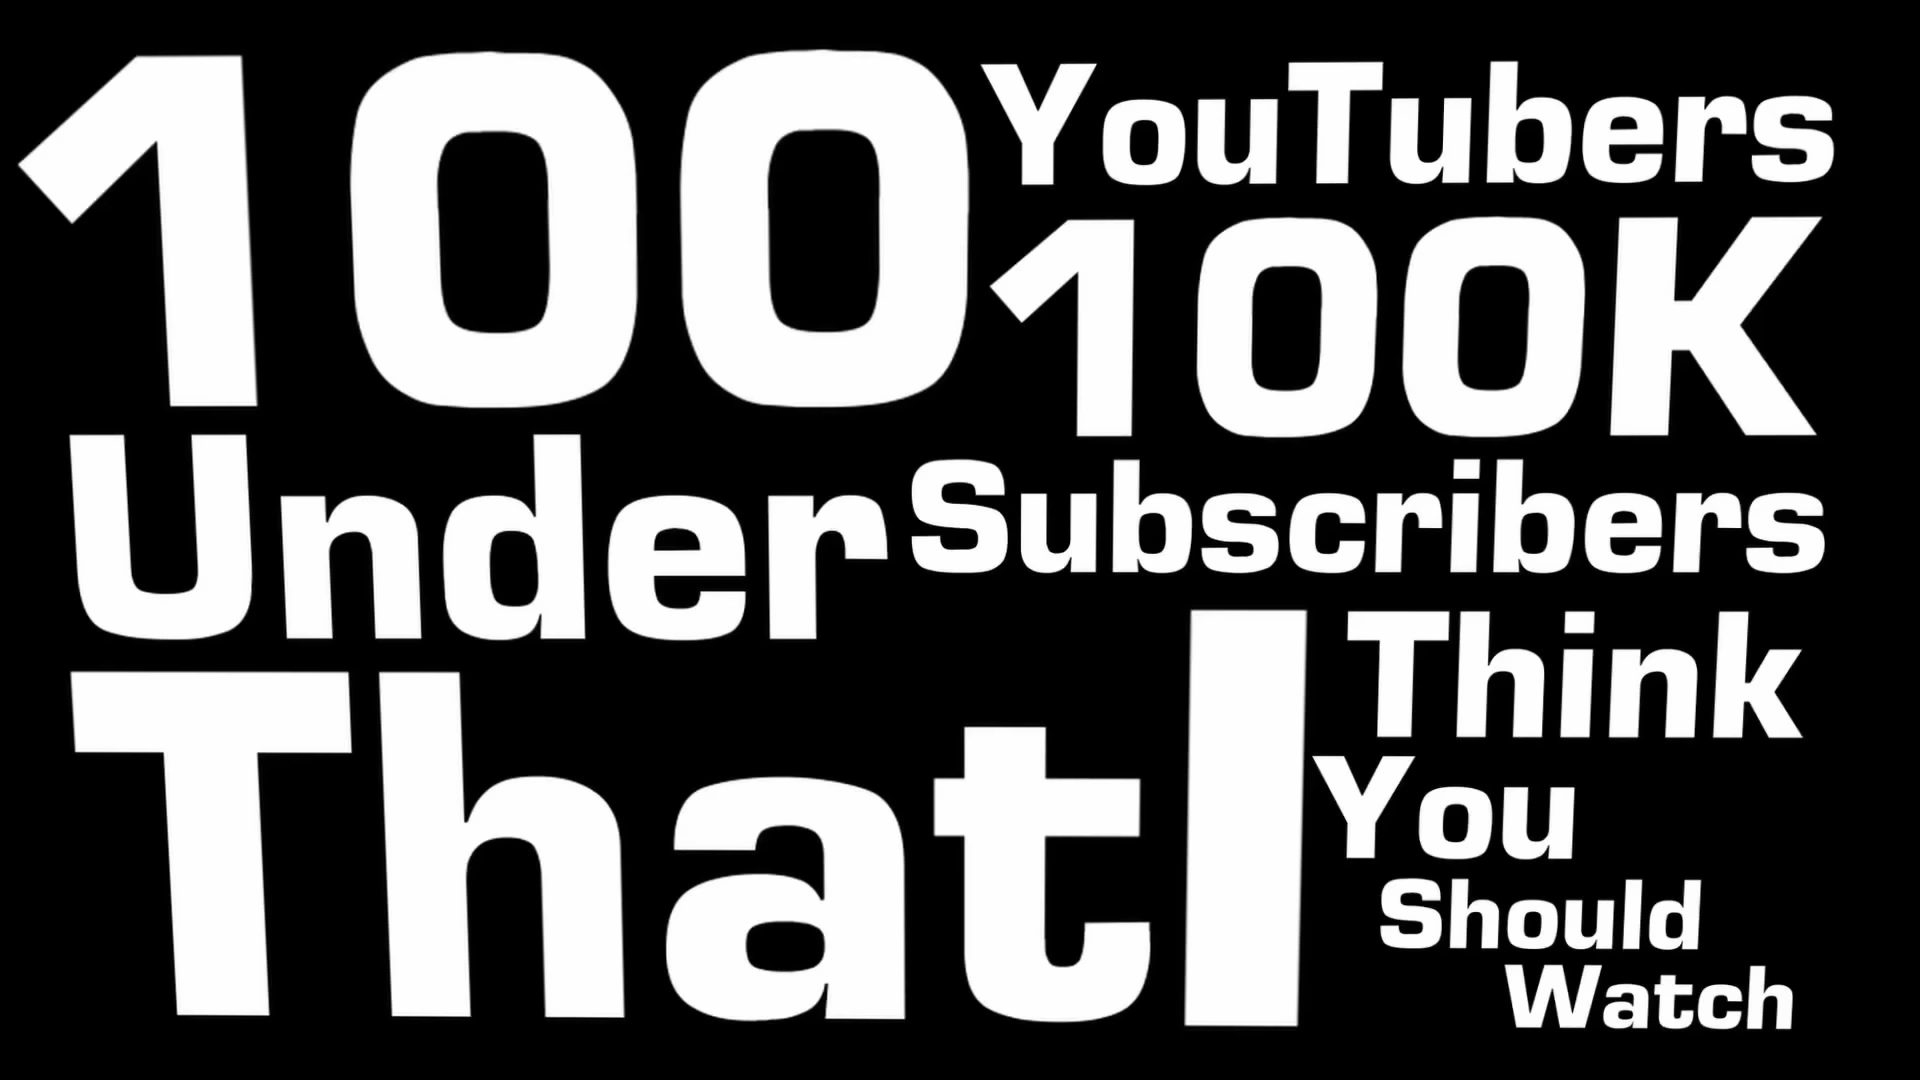 100 YouTubers
Under 100K
Subscribers
That I Think
You
Should
Watch